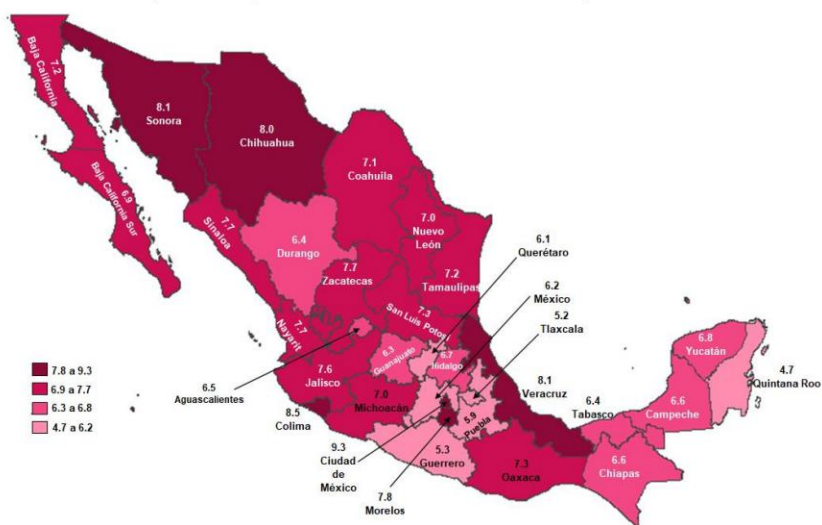 7.2
Baja California
8.1
Sonora
8.0
Chihuahua
6.9
Baja California Sur
7.1
Coahuila
7.7
Sinaloa
6.4
Durango
7.0
Nuevo
León
7.7
Zacatecas
7.2
Tamaulipas
7.3
San Luis Potosí
6.1
Querétaro
6.2
México
5.2
Tlaxcala
7.7
Nayarit
6.5
Aguascalientes
7.6
Jalisco
6.3
Guanajuato
6.7
Hidalgo
8.5
Colima
7.0
Michoacán
9.3
Ciudad
de
México
7.8
Morelos
5.3
Guerrero
5.9
Puebla
8.1
Veracruz
7.3
Oaxaca
6.4
Tabasco
6.6
Chiapas
6.6
Campeche
6.8
Yucatán
4.7
Quintana Roo
7.8 a 9.3
6.9 a 7.7
6.3 a 6.8
4.7 a 6.2